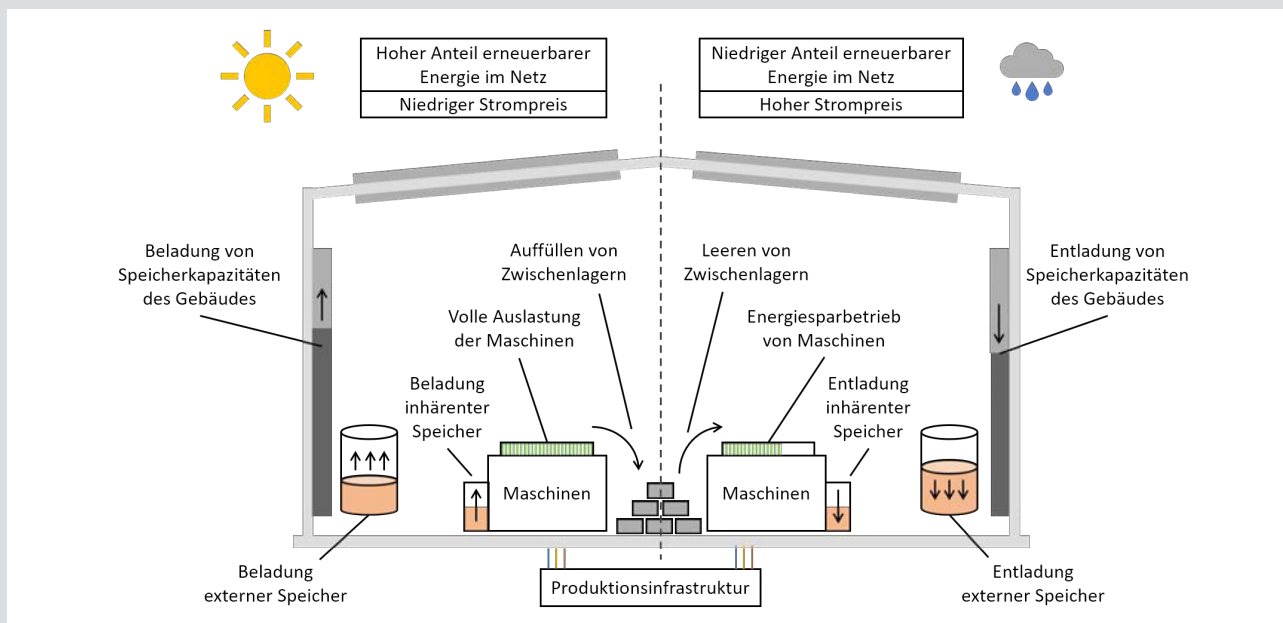 Hoher Anteil erneuerbarer
Energie im Netz
Niedriger Strompreis
Niedriger Anteil erneuerbarer
Energie im Netz
Hoher Strompreis
Beladung von
Speicherkapazitäten
des Gebäudes
Auffüllen von
Zwischenlagern
Leeren von
Zwischenlagern
Entladung von
Speicherkapazitäten
des Gebäudes
Volle Auslastung
der Maschinen
Energiesparbetrieb
von Maschinen
Beladung
inhärenter
Speicher
Entladung
inhärenter
Speicher
Maschinen
Maschinen
Beladung
externer Speicher
Produktionsinfrastruktur
Entladung
externer Speicher